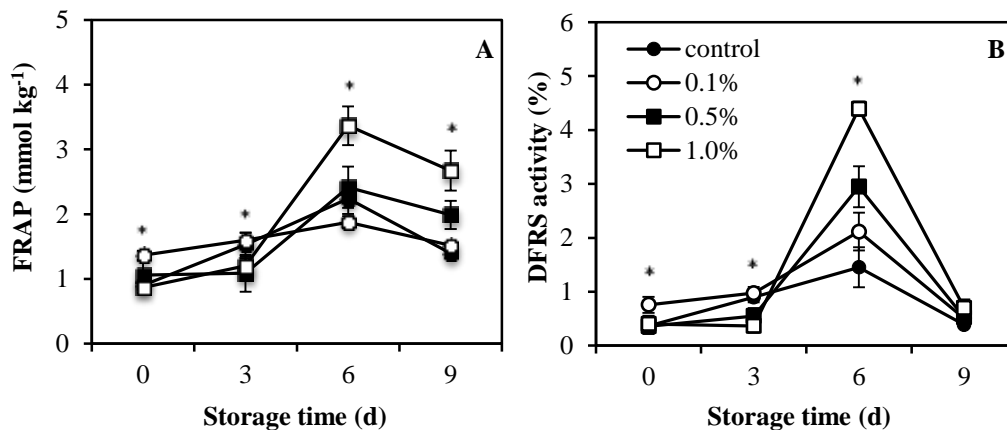 FRAP (mmol kg-1)
5
4
3
2
1
0
A
*
*
*
*
0 3 6 9
Storage time (d)
DFRS activity (%)
6
5
4
3
2
1
0
B
control
0.1%
0.5%
1.0%
*
*
*
0 3 6 9
Storage time (d)